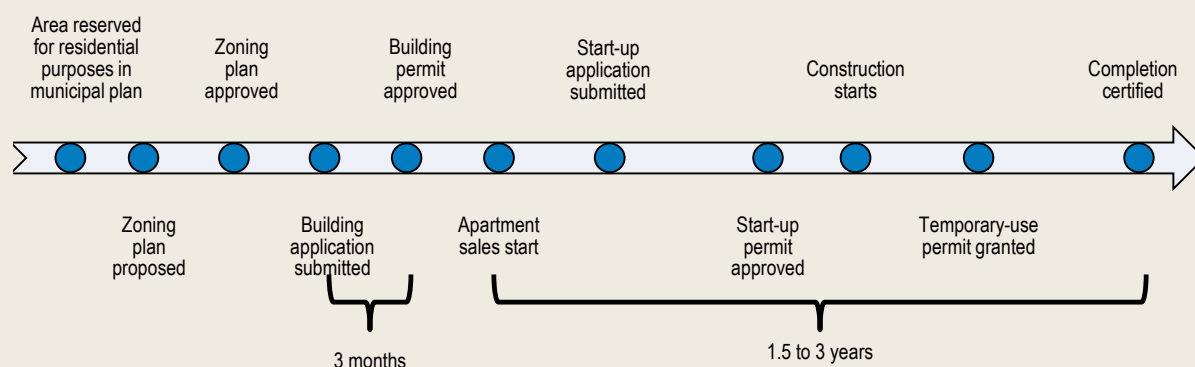 Area reserved
for residential
purposes in
municipal plan
Zoning
plan
approved
Building
permit
approved
Start-up
application
submitted
Construction
starts
Completion
certified
Zoning
plan
proposed
Building
application
submitted
Apartment
sales start
Start-up
permit
approved
Temporary-use
permit granted
3 months
1.5 to 3 years